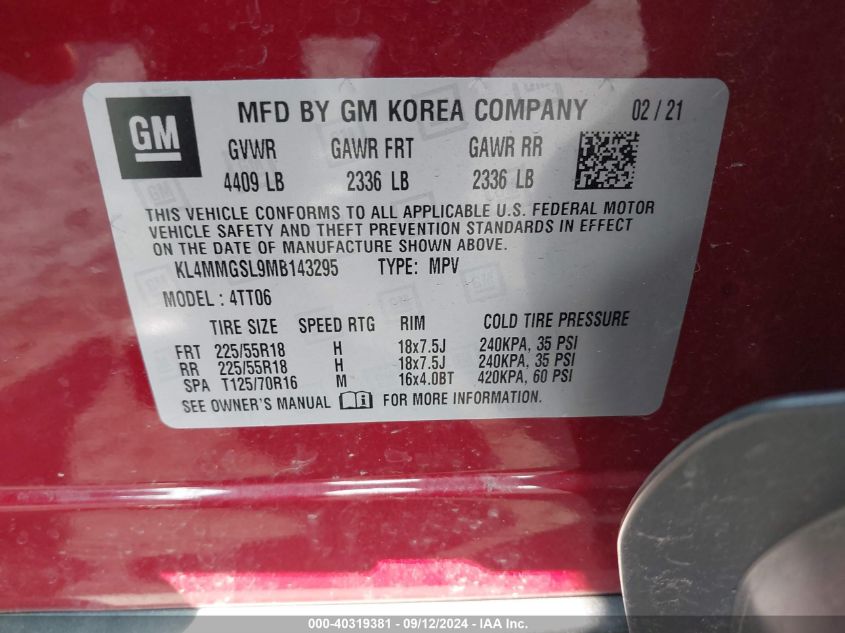 GM
MFD BY GM KOREA COMPANY 02/21
GVWR GAWR FRT GAWR RR
4409 LB 2336 LB 2336 LB
THIS VEHICLE CONFORMS TO ALL APPLICABLE U.S. FEDERAL MOTOR
VEHICLE SAFETY AND THEFT PREVENTION STANDARDS IN EFFECT
ON THE DATE OF MANUFACTURE SHOWN ABOVE.
KL4MMGSL9MB143295 TYPE: MPV
MODEL : 4TT06
TIRE SIZE SPEED RTG RIM COLD TIRE PRESSURE
FRT 225/55R18 H 18x7.5J 240KPA, 35 PSI
RR 225/55R18 H 18x7.5J 240KPA, 35 PSI
SPA T125/70R16 M 16x4.0BT 420KPA, 60 PSI
SEE OWNER'S MANUAL FOR MORE INFORMATION.
000-40319381 - 09/12/2024 - IAA Inc.